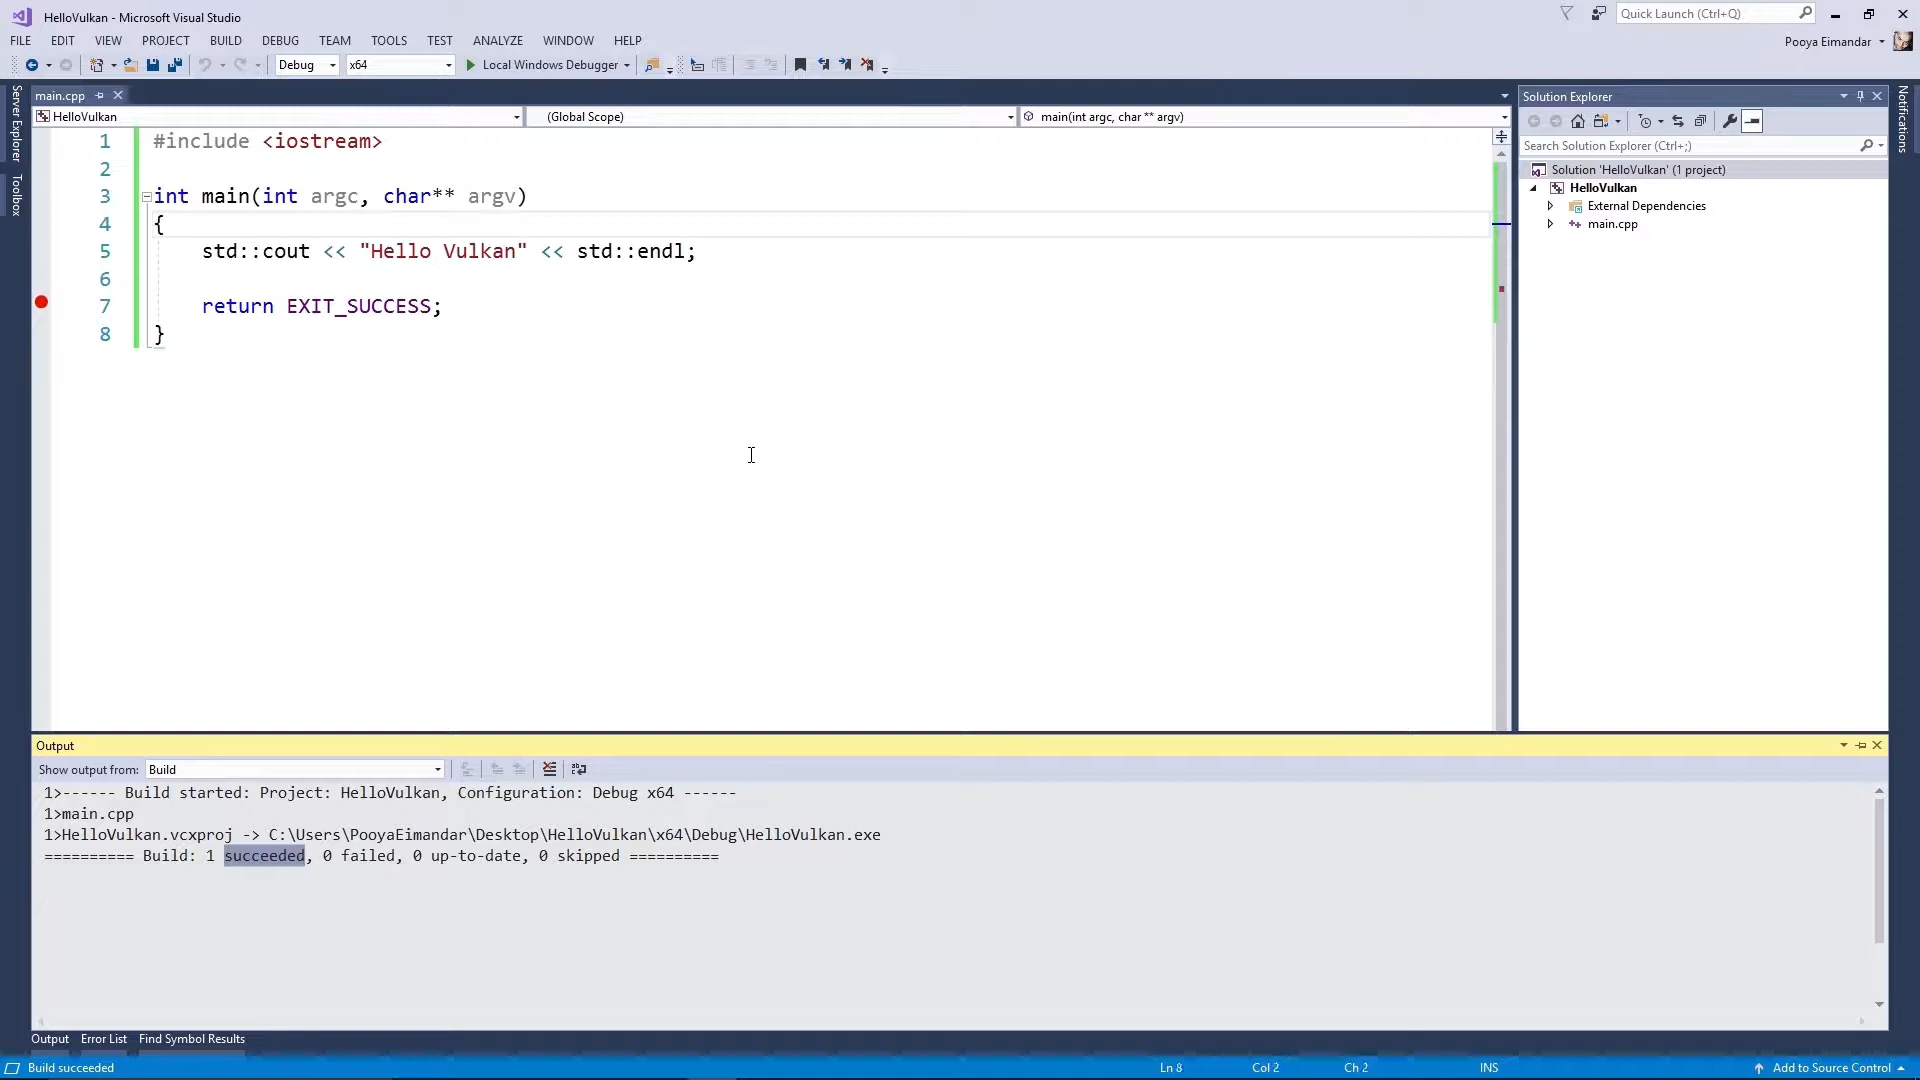 HelloVulkan - Microsoft Visual Studio
Quick Launch (Ctrl+Q)
FILE EDIT VIEW PROJECT BUILD DEBUG TEAM TOOLS TEST ANALYZE WINDOW HELP
Pooya Eimandar
Debug x64 Local Windows Debugger
Server Explorer
Toolbox
main.cpp
HelloVulkan (Global Scope) main(int argc, char ** argv)
1 #include <iostream>
2
3 int main(int argc, char** argv)
4 {
5 std::cout << "Hello Vulkan" << std::endl;
6
7 return EXIT_SUCCESS;
8 }
Solution Explorer
Search Solution Explorer (Ctrl+;)
Solution 'HelloVulkan' (1 project)
HelloVulkan
External Dependencies
main.cpp
Notifications
Output
Show output from: Build
1>------ Build started: Project: HelloVulkan, Configuration: Debug x64 ------
1>main.cpp
1>HelloVulkan.vcxproj -> C:\Users\PooyaEimandar\Desktop\HelloVulkan\x64\Debug\HelloVulkan.exe
========== Build: 1 succeeded, 0 failed, 0 up-to-date, 0 skipped ==========
Output Error List Find Symbol Results
Build succeeded Ln 8 Col 2 Ch 2 INS Add to Source Control